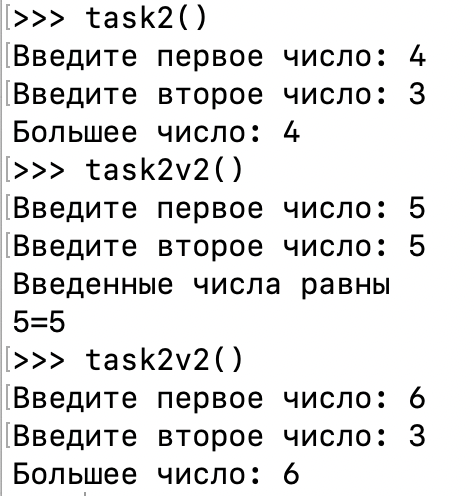 >>> task2()
Введите первое число: 4
Введите второе число: 3
Большее число: 4
>>> task2v2()
Введите первое число: 5
Введите второе число: 5
Введенные числа равны
5=5
>>> task2v2()
Введите первое число: 6
Введите второе число: 3
Большее число: 6